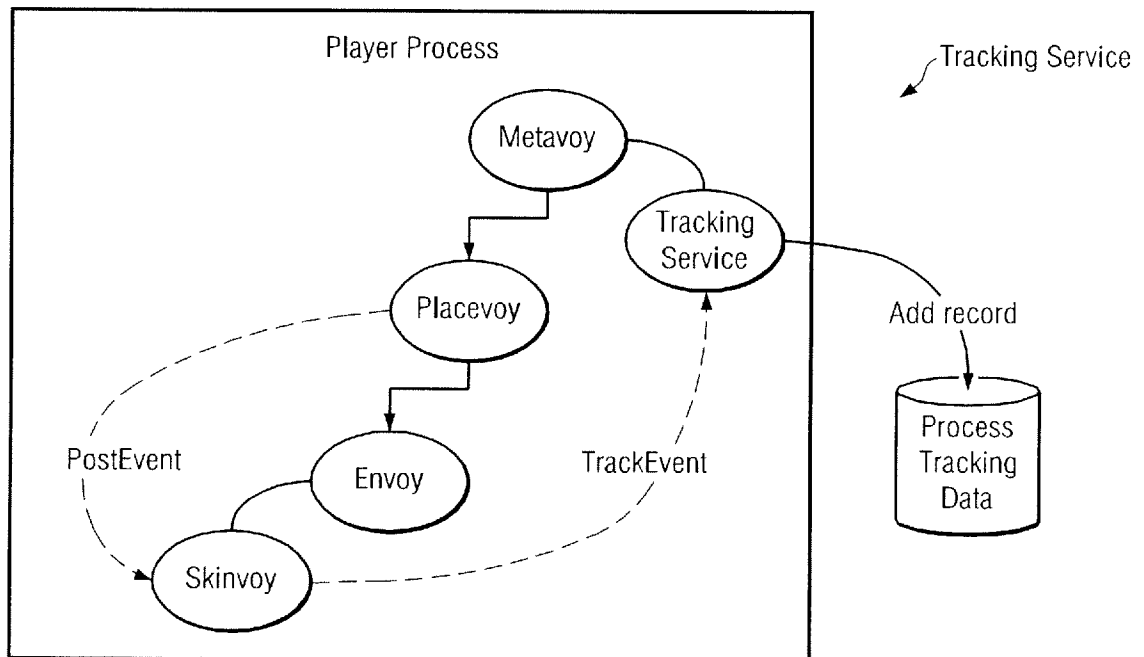 Player Process
Tracking Service
Metavoy
Tracking
Service
Placevoy
Add record
Process
Tracking
Data
PostEvent
Envoy
TrackEvent
Skinvoy